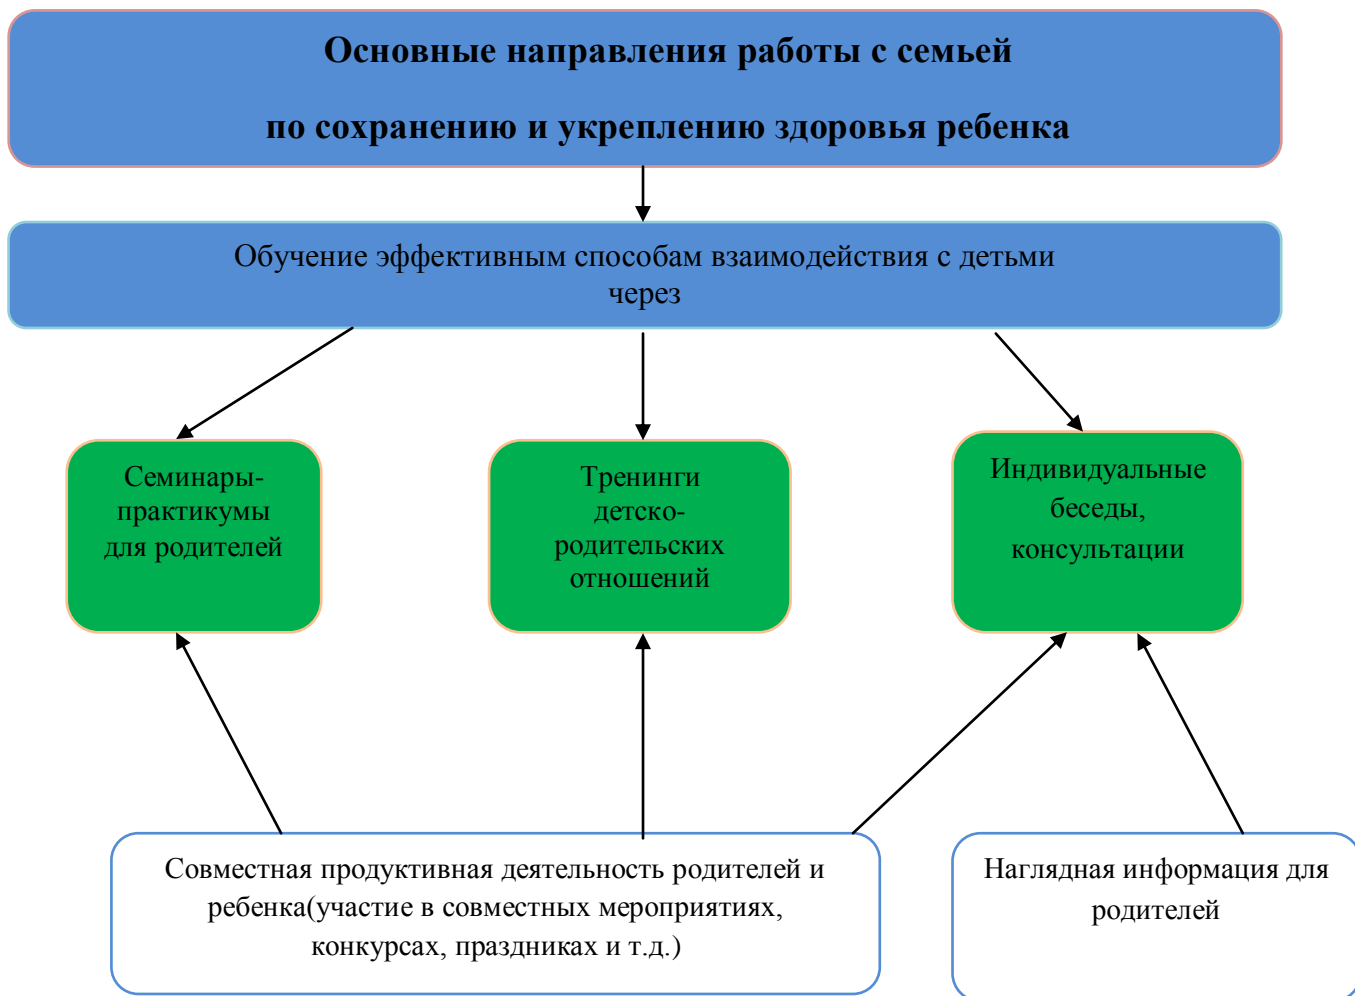 Основные направления работы с семьей
по сохранению и укреплению здоровья ребенка
Обучение эффективным способам взаимодействия с детьми
через
Семинары-
практикумы
для родителей
Тренинги
детско-
родительских
отношений
Индивидуальные
беседы,
консультации
Совместная продуктивная деятельность родителей и
ребенка(участие в совместных мероприятиях,
конкурсах, праздниках и т.д.)
Наглядная информация для
родителей